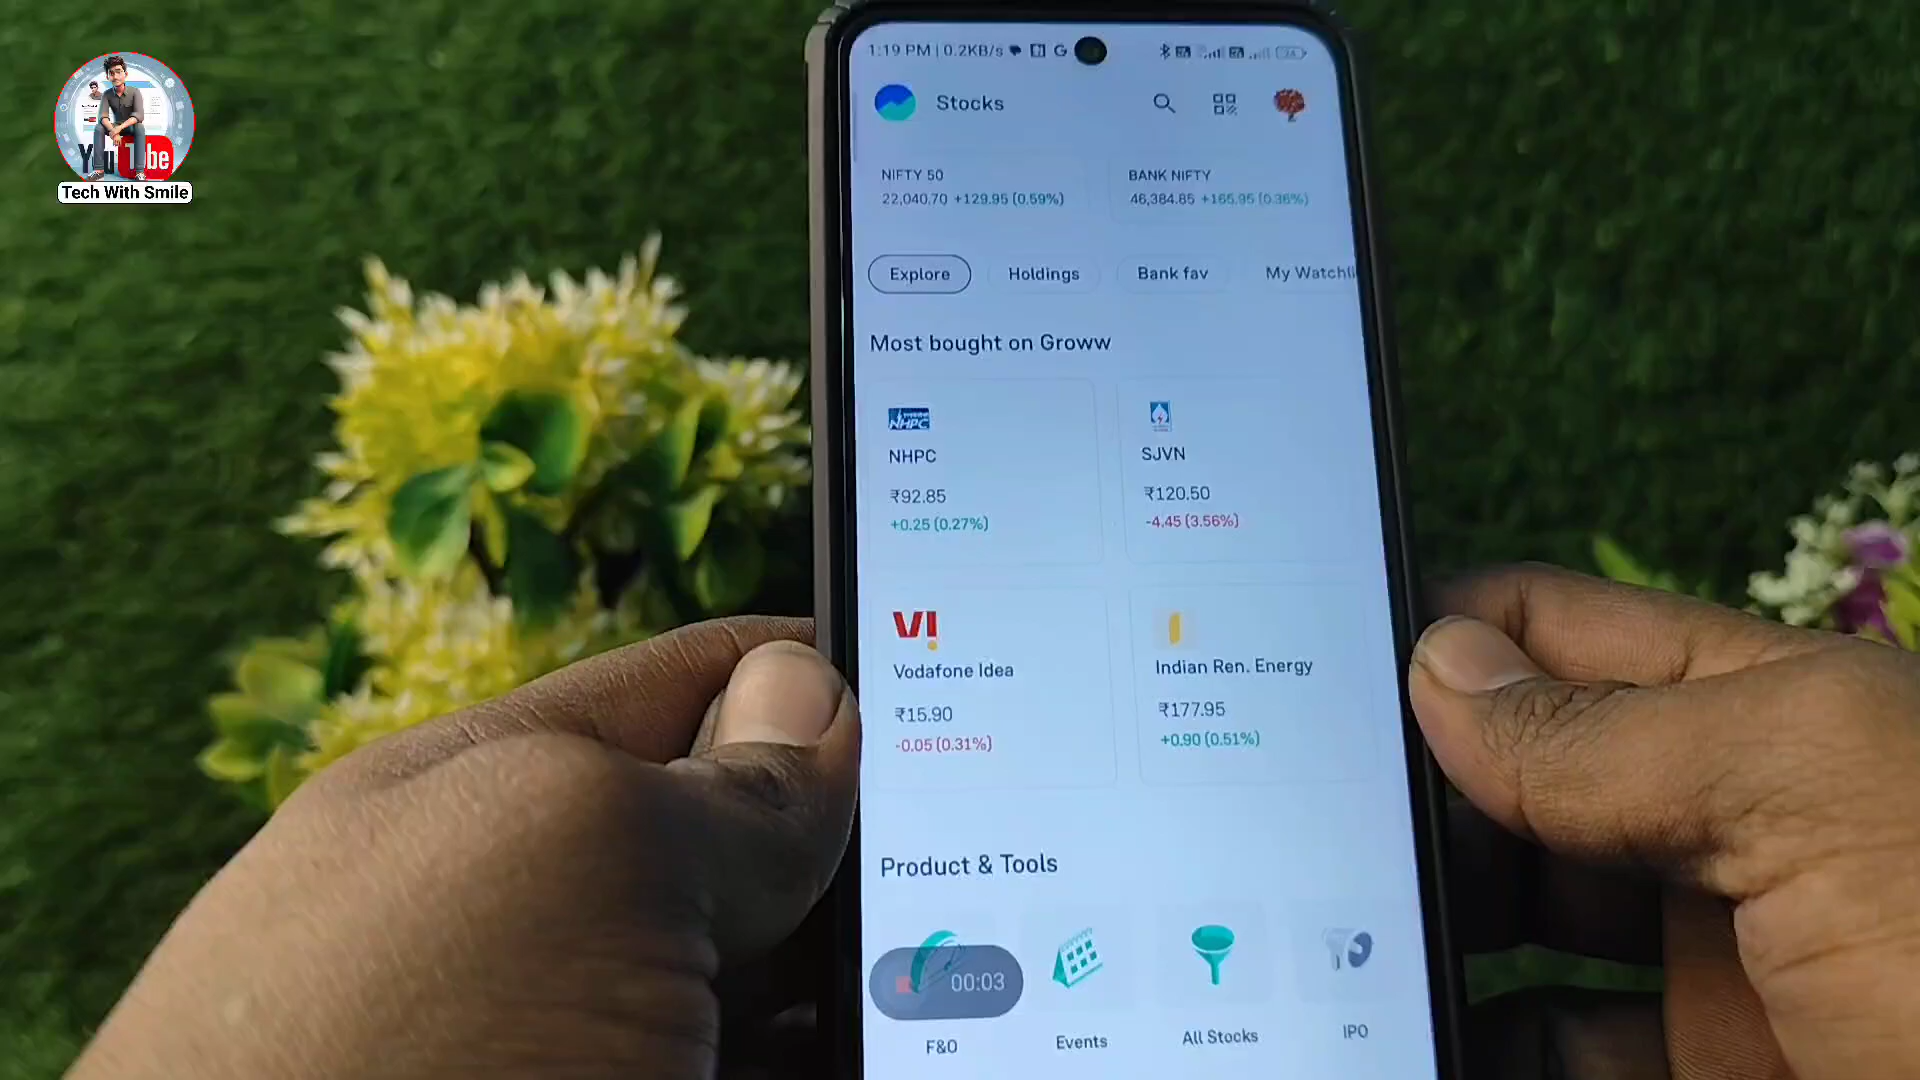 YouTube
Tech With Smile
1:19 PM | 0.2KB/s
Stocks
NIFTY 50
22,040.70 +129.95 (0.59%)
BANK NIFTY
46,384.85 +165.95 (0.36%)
Explore
Holdings
Bank fav
My Watchli
Most bought on Groww
NHPC
NHPC
₹92.85
+0.25 (0.27%)
SJVN
₹120.50
-4.45 (3.56%)
VI
Vodafone Idea
₹15.90
-0.05 (0.31%)
Indian Ren. Energy
₹177.95
+0.90 (0.51%)
Product & Tools
00:03
F&O
Events
All Stocks
IPO